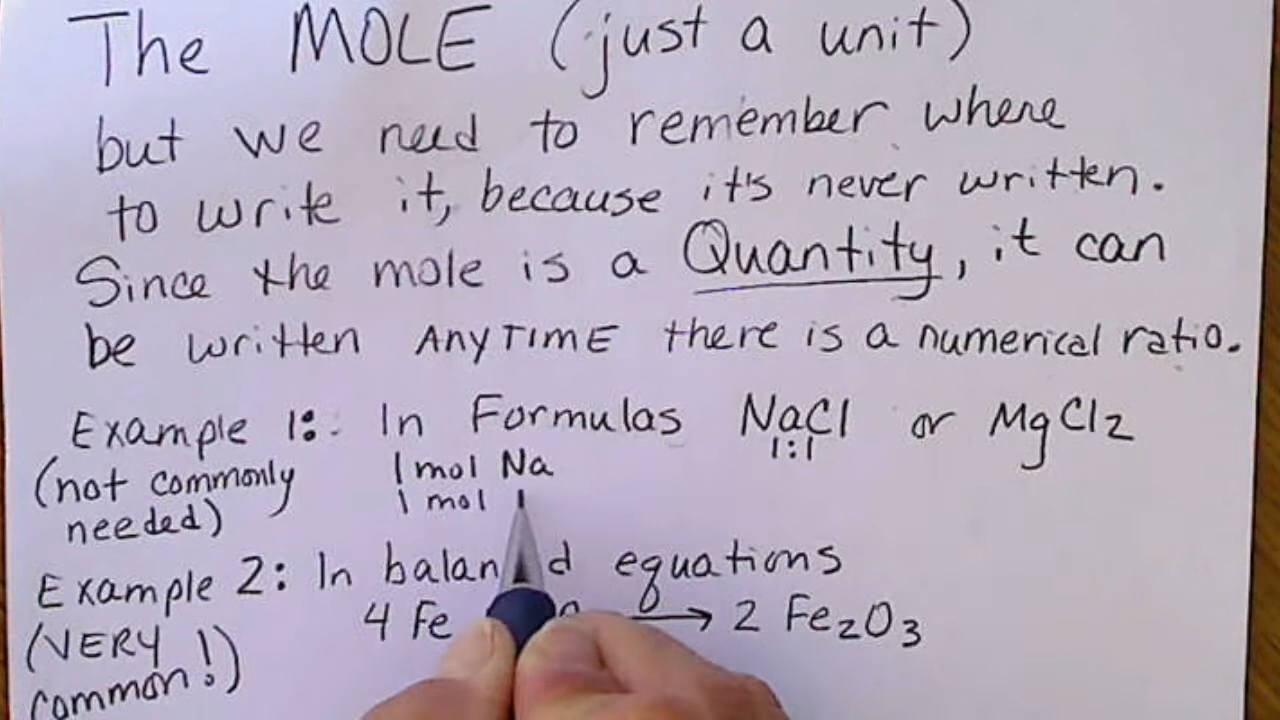 The MOLE (just a unit)
but we need to remember where
to write it, because it's never written.
Since the mole is a Quantity, it can
be written ANYTIME there is a numerical ratio.
Example 1: In Formulas NaCl or MgCl2
1:1
(not commonly needed)
1 mol Na
1 mol
Example 2: In equations
4 Fe → 2 Fe2O3
(VERY common!)